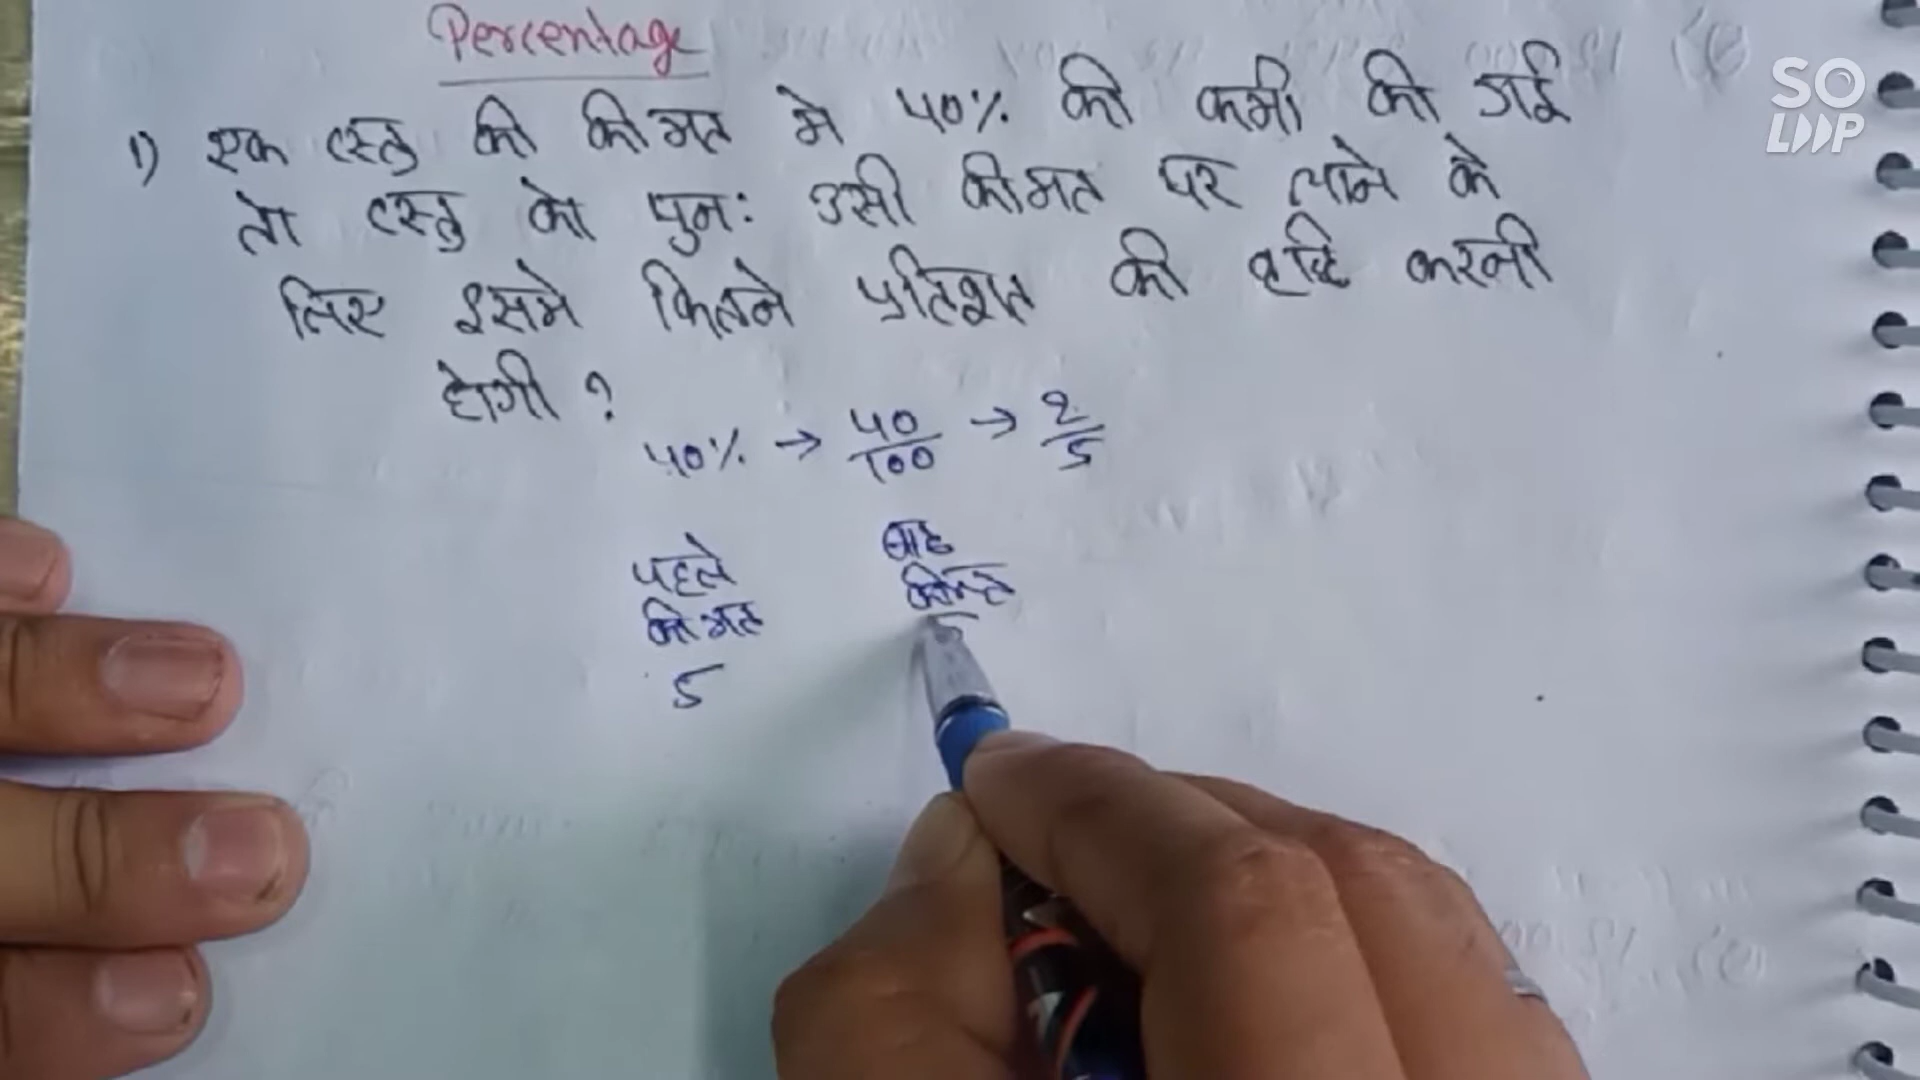 Percentage
1) एक वस्तु की कीमत मे 40% की कमी की गई
तो वस्तु को पुनः उसी कीमत पर लाने के
लिए इसमे कितने प्रतिशत की वृद्धि करनी
होगी ?
40% → 40/100 → 2/5
पहले बाद
कीमत कीमत
5
SO
LOOP